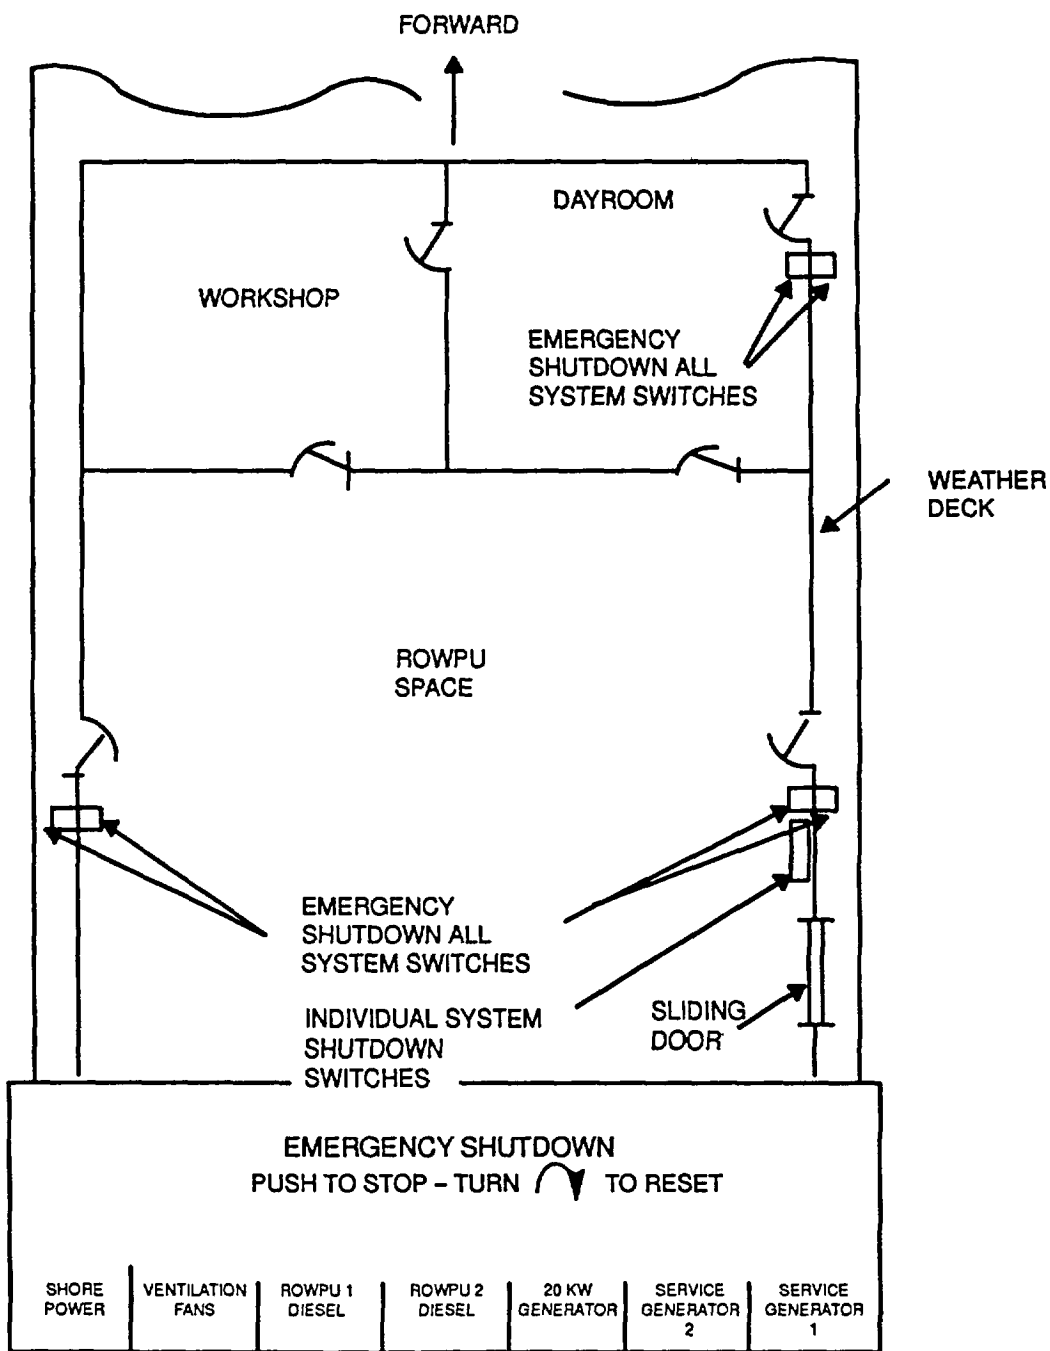 FORWARD
DAYROOM
WORKSHOP
EMERGENCY
SHUTDOWN ALL
SYSTEM SWITCHES
WEATHER
DECK
ROWPU
SPACE
EMERGENCY
SHUTDOWN ALL
SYSTEM SWITCHES
INDIVIDUAL SYSTEM
SHUTDOWN
SWITCHES
SLIDING
DOOR
EMERGENCY SHUTDOWN
PUSH TO STOP – TURN TO RESET
SHORE
POWER
VENTILATION
FANS
ROWPU 1
DIESEL
ROWPU 2
DIESEL
20 KW
GENERATOR
SERVICE
GENERATOR
2
SERVICE
GENERATOR
1